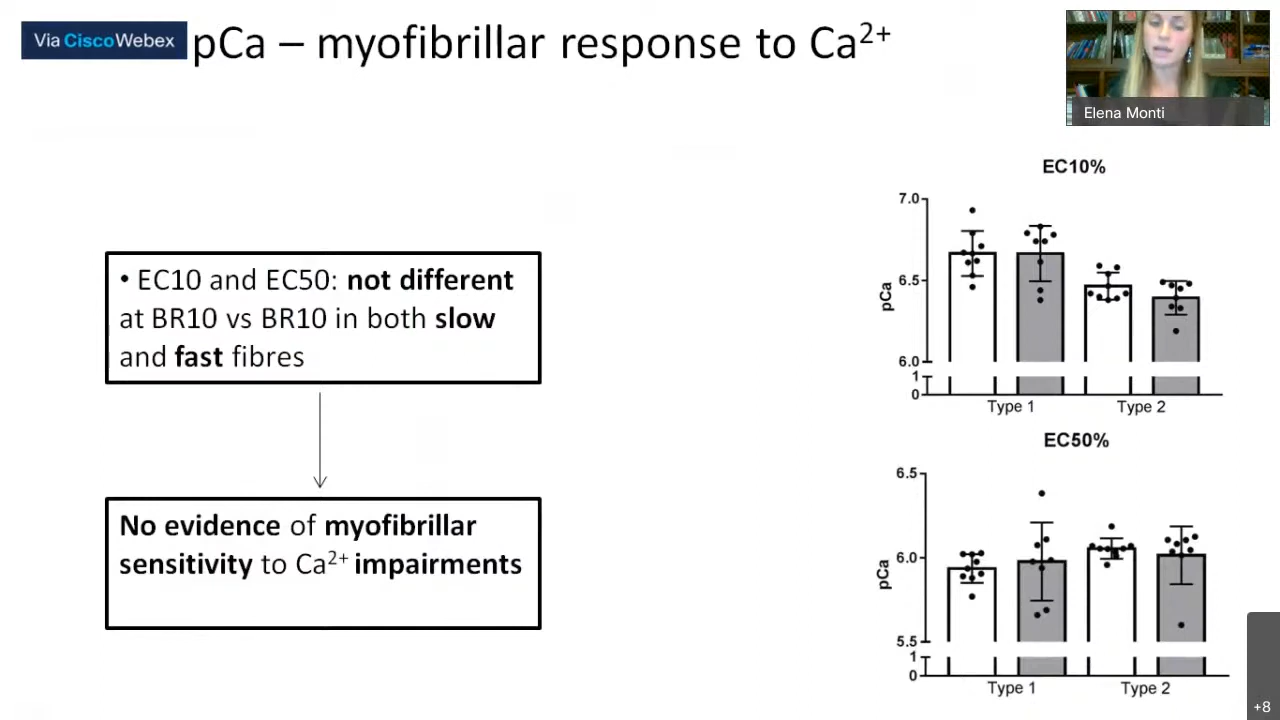 Via CiscoWebex
pCa – myofibrillar response to Ca²⁺
Elena Monti
• EC10 and EC50: not different
at BR10 vs BR10 in both slow
and fast fibres
No evidence of myofibrillar
sensitivity to Ca²⁺ impairments
EC10%
7.0
6.5
6.0
1
0
pCa
Type 1
Type 2
EC50%
6.5
6.0
5.5
1
0
pCa
Type 1
Type 2
+8